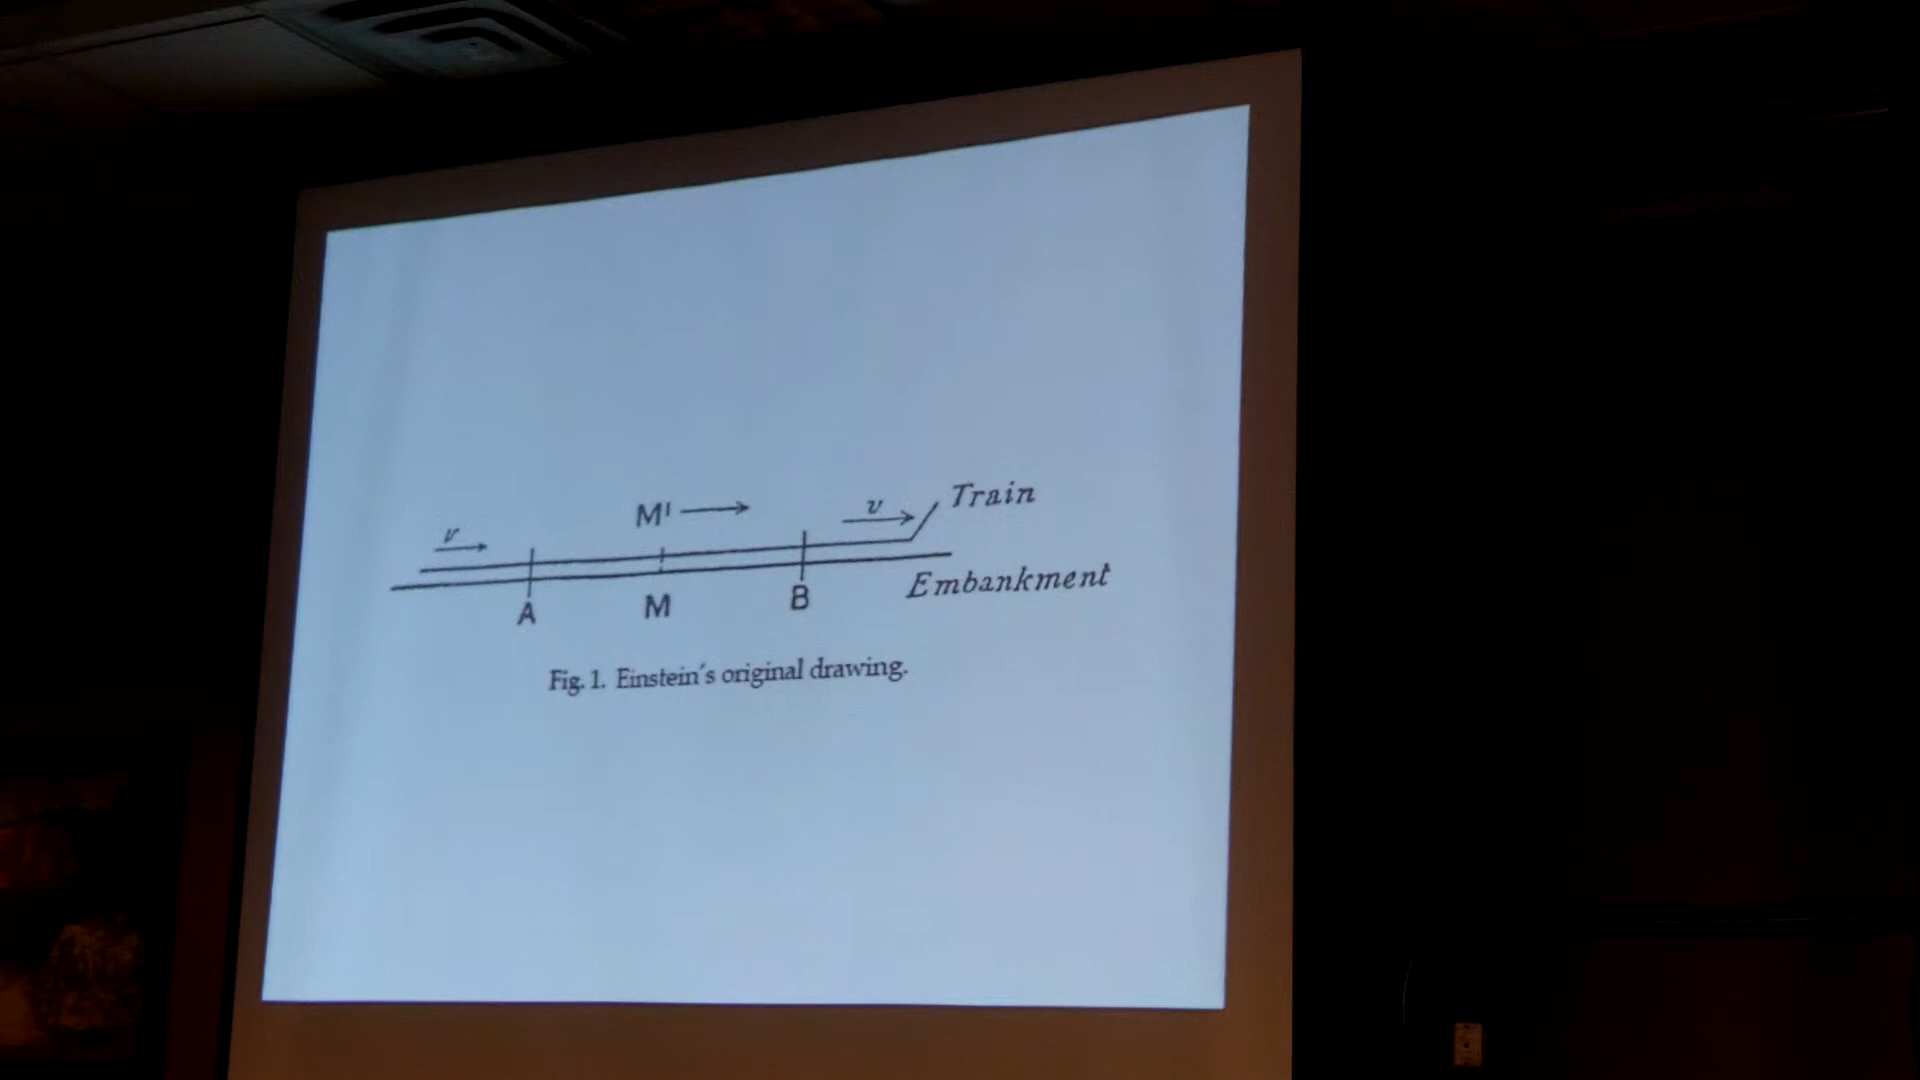 v M' v Train
A M B Embankment
Fig. 1. Einstein's original drawing.